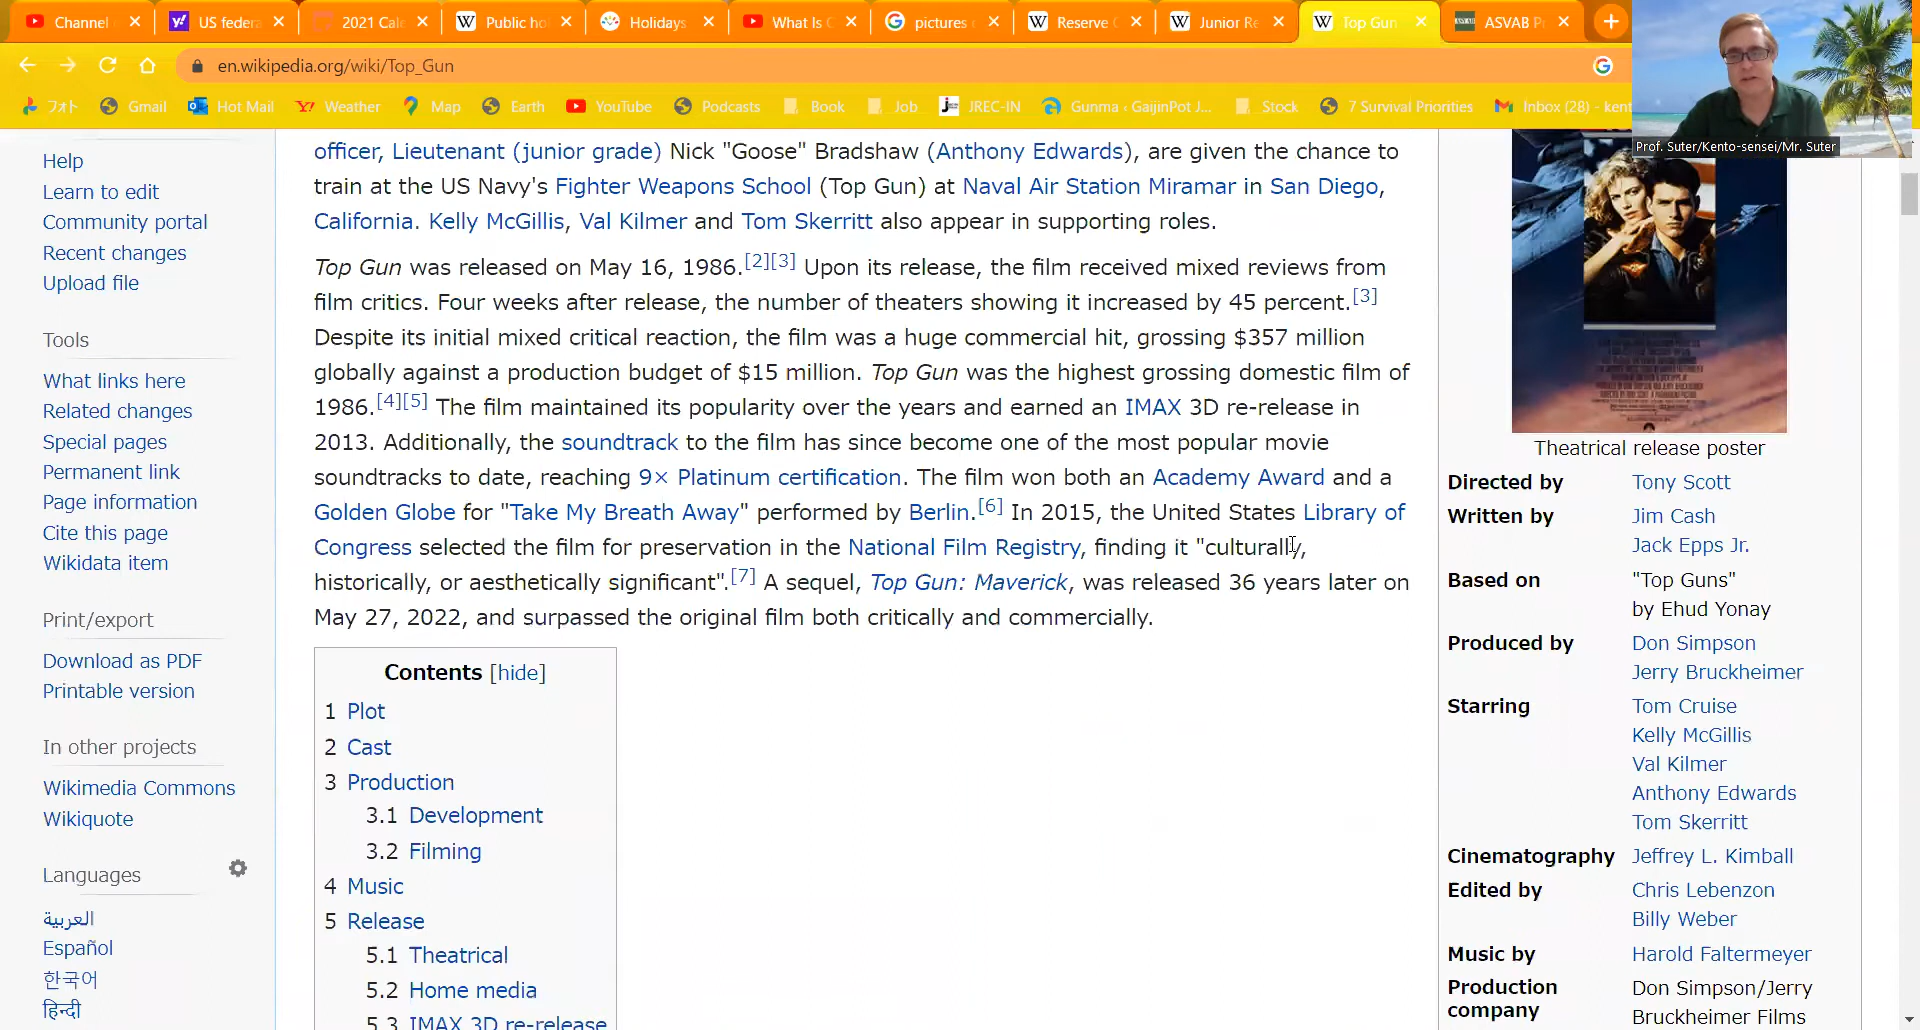 Channel
US federa
2021 Cale
Public ho
Holidays
What Is
pictures
Reserve
Junior Re
Top Gun
ASVAB P
en.wikipedia.org/wiki/Top_Gun
フォト
Gmail
Hot Mail
Weather
Map
Earth
YouTube
Podcasts
Book
Job
JREC-IN
Gunma ‹ GaijinPot J...
Stock
7 Survival Priorities
Inbox (28) - kent
Prof. Suter/Kento-sensei/Mr. Suter
Help
Learn to edit
Community portal
Recent changes
Upload file
Tools
What links here
Related changes
Special pages
Permanent link
Page information
Cite this page
Wikidata item
Print/export
Download as PDF
Printable version
In other projects
Wikimedia Commons
Wikiquote
Languages
العربية
Español
한국어
हिन्दी
officer, Lieutenant (junior grade) Nick "Goose" Bradshaw (Anthony Edwards), are given the chance to
train at the US Navy's Fighter Weapons School (Top Gun) at Naval Air Station Miramar in San Diego,
California. Kelly McGillis, Val Kilmer and Tom Skerritt also appear in supporting roles.
Top Gun was released on May 16, 1986.[2][3] Upon its release, the film received mixed reviews from
film critics. Four weeks after release, the number of theaters showing it increased by 45 percent.[3]
Despite its initial mixed critical reaction, the film was a huge commercial hit, grossing $357 million
globally against a production budget of $15 million. Top Gun was the highest grossing domestic film of
1986.[4][5] The film maintained its popularity over the years and earned an IMAX 3D re-release in
2013. Additionally, the soundtrack to the film has since become one of the most popular movie
soundtracks to date, reaching 9× Platinum certification. The film won both an Academy Award and a
Golden Globe for "Take My Breath Away" performed by Berlin.[6] In 2015, the United States Library of
Congress selected the film for preservation in the National Film Registry, finding it "culturally,
historically, or aesthetically significant".[7] A sequel, Top Gun: Maverick, was released 36 years later on
May 27, 2022, and surpassed the original film both critically and commercially.
Contents [hide]
1 Plot
2 Cast
3 Production
3.1 Development
3.2 Filming
4 Music
5 Release
5.1 Theatrical
5.2 Home media
5.3 IMAX 3D re-release
Theatrical release poster
Directed by Tony Scott
Written by Jim Cash
Jack Epps Jr.
Based on "Top Guns"
by Ehud Yonay
Produced by Don Simpson
Jerry Bruckheimer
Starring Tom Cruise
Kelly McGillis
Val Kilmer
Anthony Edwards
Tom Skerritt
Cinematography Jeffrey L. Kimball
Edited by Chris Lebenzon
Billy Weber
Music by Harold Faltermeyer
Production Don Simpson/Jerry
company Bruckheimer Films